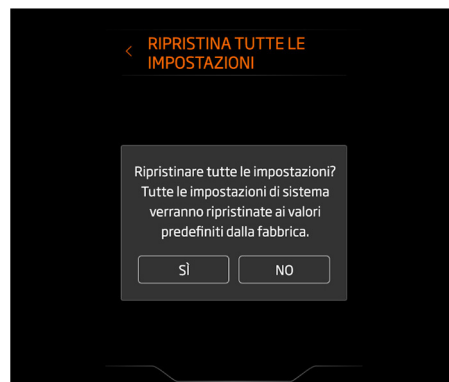 RIPRISTINA TUTTE LE
IMPOSTAZIONI
Ripristinare tutte le impostazioni?
Tutte le impostazioni di sistema
verranno ripristinate ai valori
predefiniti dalla fabbrica.
SÌ NO